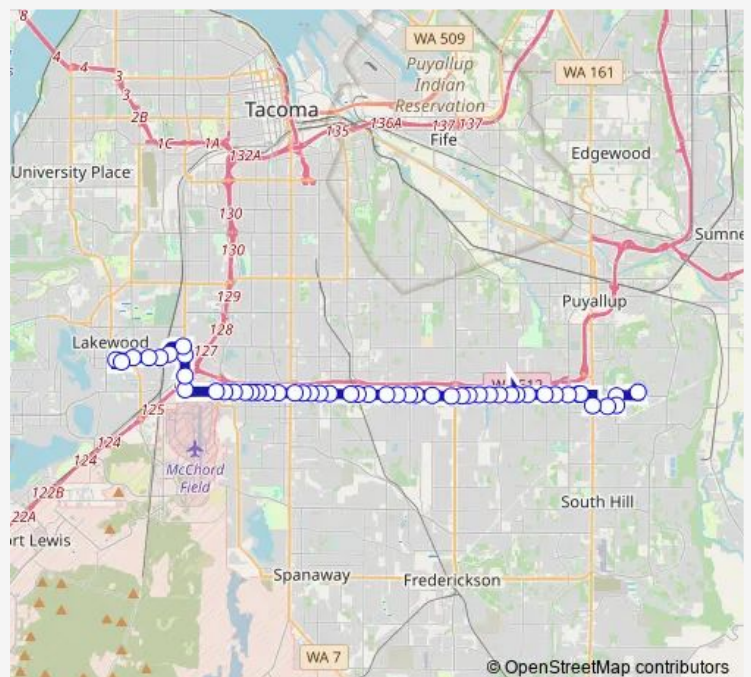 8
4
4
3
3
2B
1C
1A
132A
135
136A
137
137
WA 509
Puyallup
Indian
Reservation
WA 161
Tacoma
Fife
Edgewood
University Place
130
130
129
128
127
Sumne
Puyallup
Lakewood
125
124
124
122B
22A
McChord
Field
South Hill
ort Lewis
Spanaway
Frederickson
WA 7
© OpenStreetMap contributors